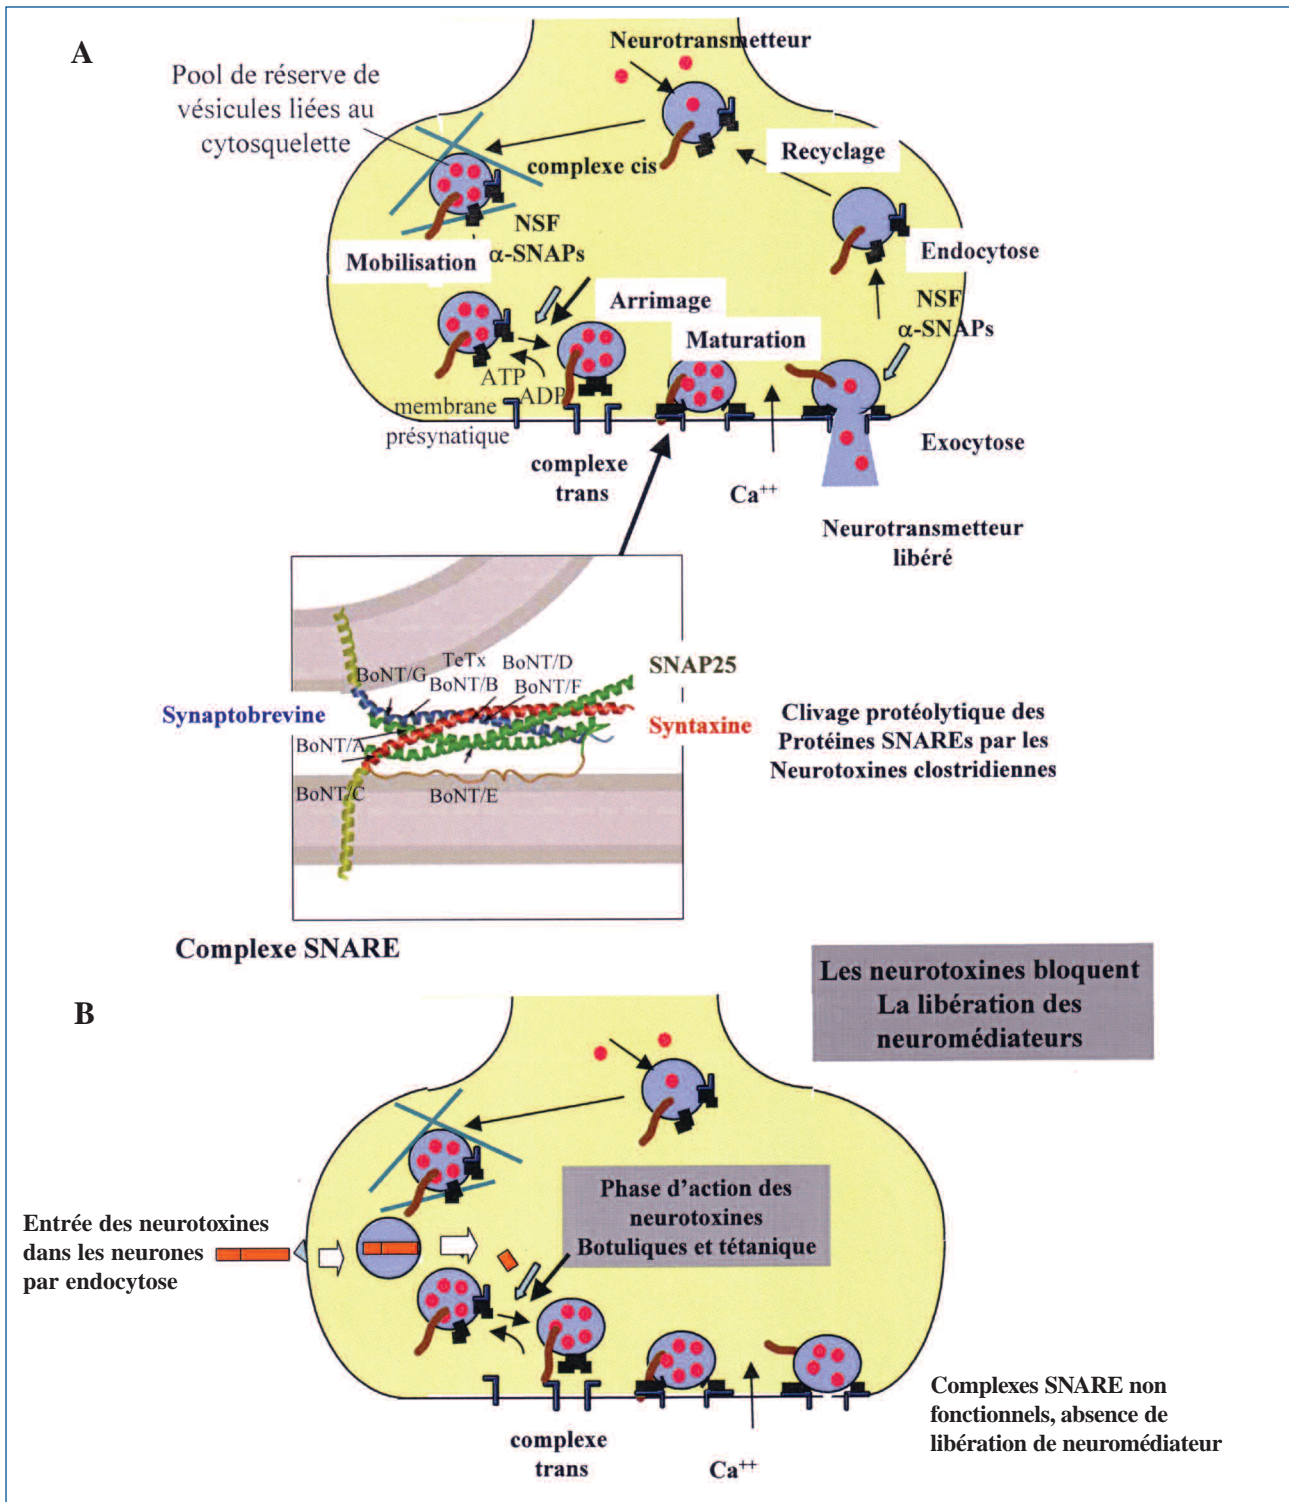 A
Neurotransmetteur
Pool de réserve de
vésicules liées au
cytosquelette
complexe cis
Recyclage
NSF
α-SNAPs
Mobilisation
Endocytose
Arrimage
NSF
α-SNAPs
Maturation
ATP
ADP
membrane
présynatique
Exocytose
complexe
trans
Ca++
Neurotransmetteur
libéré
TeTx
BoNT/D
SNAP25
BoNT/G
BoNT/B
BoNT/F
Synaptobrevine
Syntaxine
BoNT/A
BoNT/C
BoNT/E
Clivage protéolytique des
Protéines SNAREs par les
Neurotoxines clostridiennes
Complexe SNARE
Les neurotoxines bloquent
La libération des
neuromédiateurs
B
Phase d’action des
neurotoxines
Botuliques et tétanique
Entrée des neurotoxines
dans les neurones
par endocytose
Complexes SNARE non
fonctionnels, absence de
libération de neuromédiateur
complexe
trans
Ca++